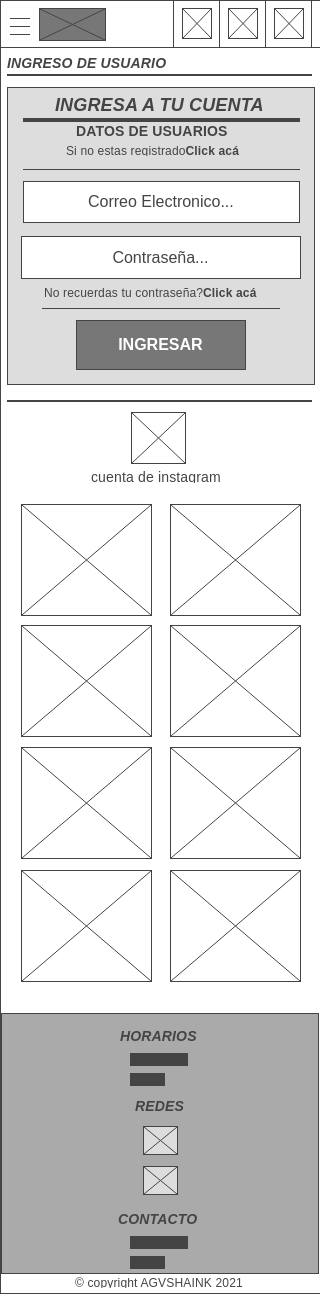 INGRESO DE USUARIO
INGRESA A TU CUENTA
DATOS DE USUARIOS
Si no estas registradoClick acá
Correo Electronico...
Contraseña...
No recuerdas tu contraseña?Click acá
INGRESAR
cuenta de instagram
HORARIOS
REDES
CONTACTO
© copyright AGVSHAINK 2021